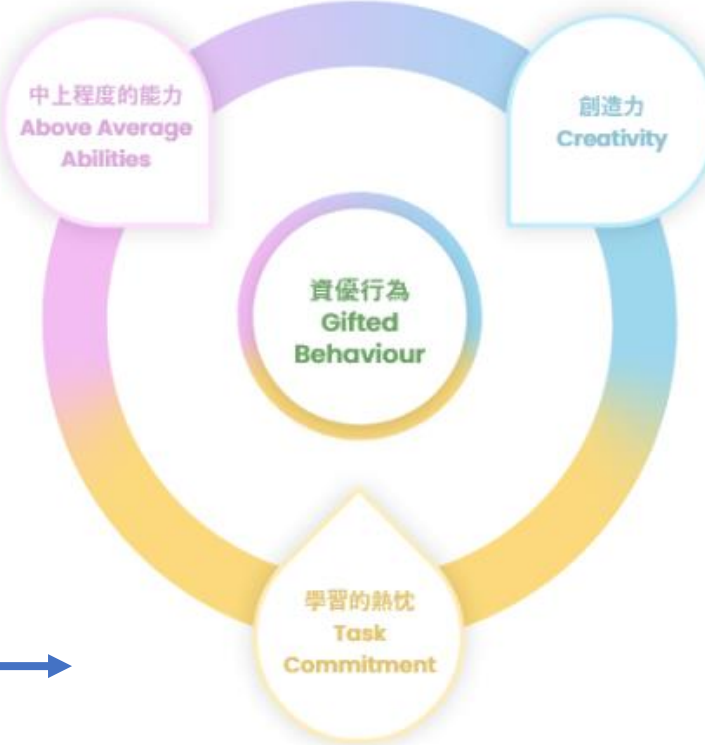 中上程度的能力
Above Average
Abilities
創造力
Creativity
資優行為
Gifted
Behaviour
學習的熱忱
Task
Commitment